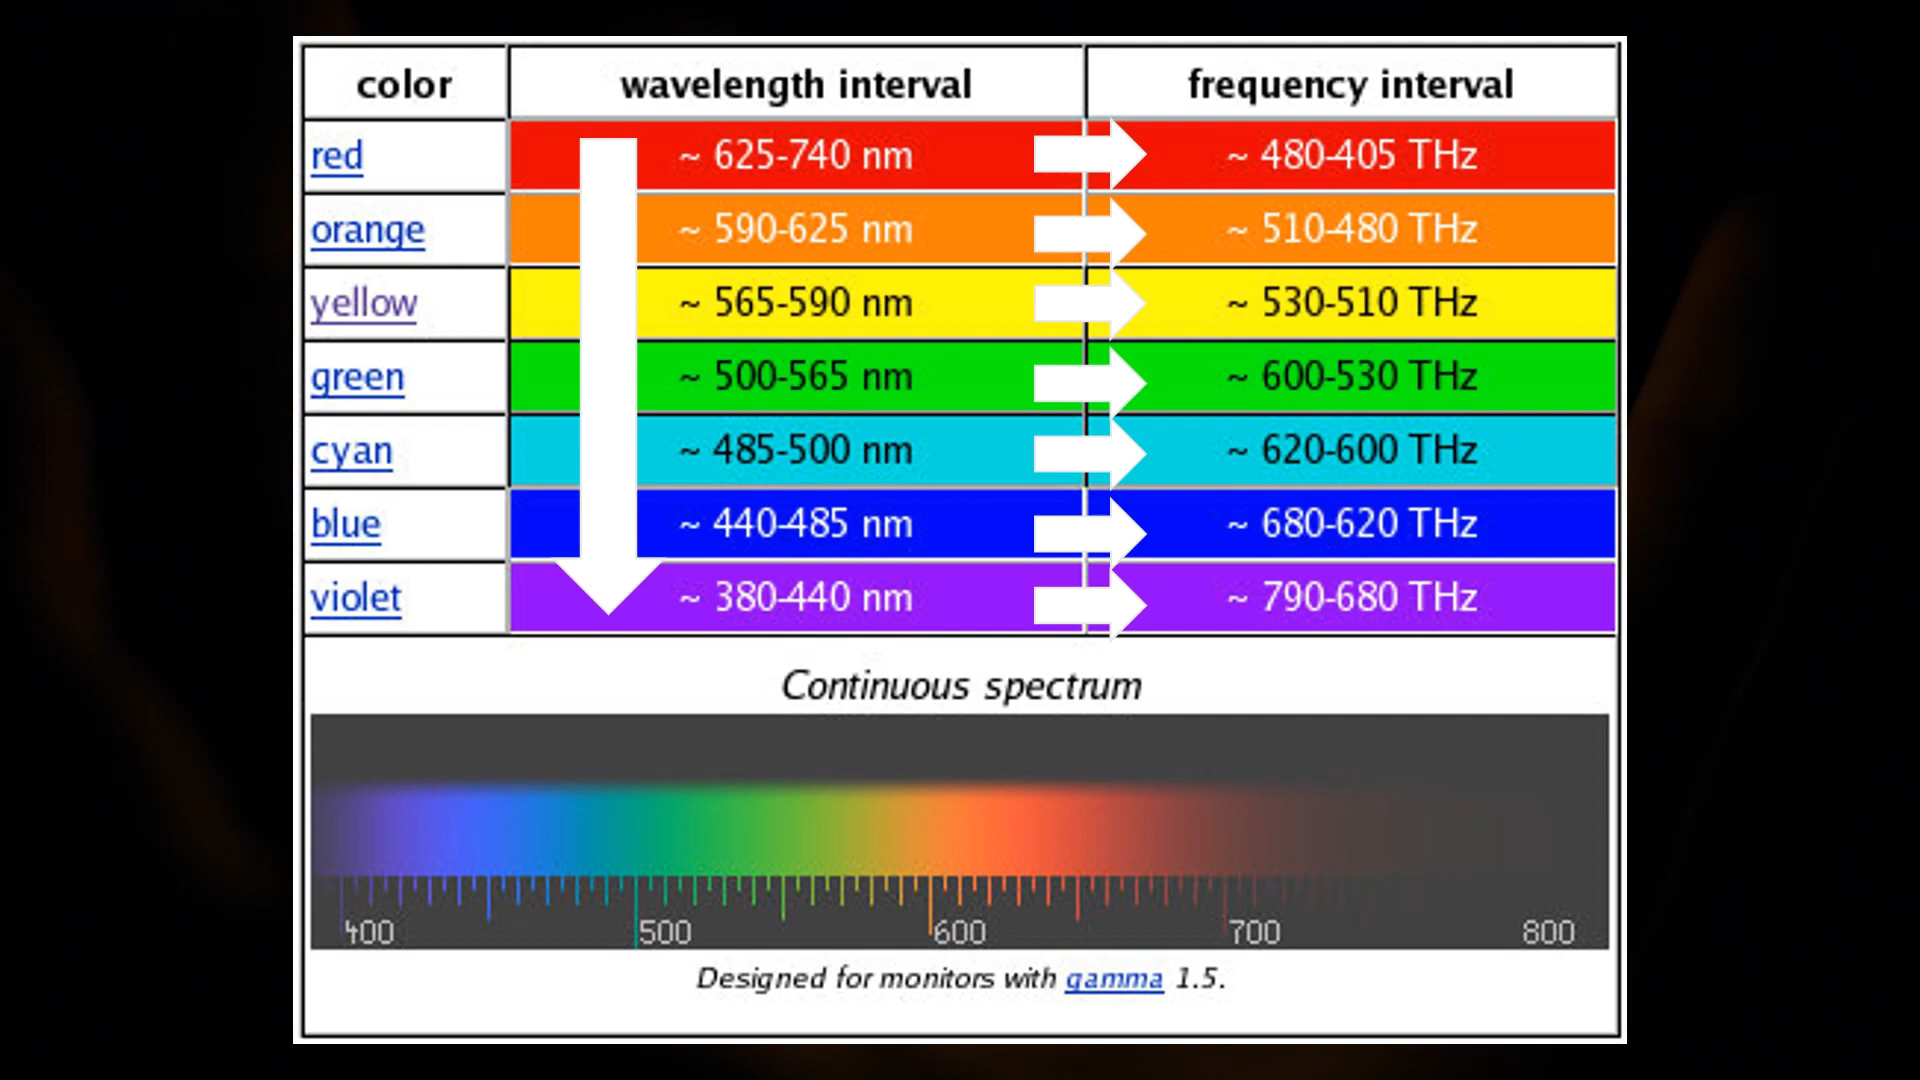 color wavelength interval frequency interval
red ~ 625-740 nm ~ 480-405 THz
orange ~ 590-625 nm ~ 510-480 THz
yellow ~ 565-590 nm ~ 530-510 THz
green ~ 500-565 nm ~ 600-530 THz
cyan ~ 485-500 nm ~ 620-600 THz
blue ~ 440-485 nm ~ 680-620 THz
violet ~ 380-440 nm ~ 790-680 THz
Continuous spectrum
400 500 600 700 800
Designed for monitors with gamma 1.5.